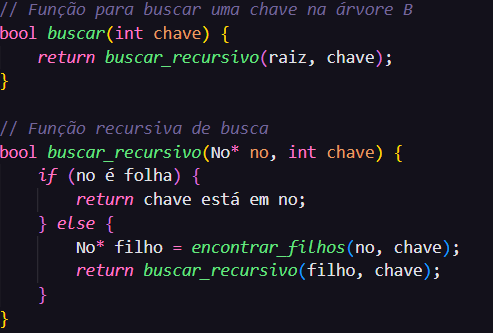 // Função para buscar uma chave na árvore B
bool buscar(int chave) {
    return buscar_recursivo(raiz, chave);
}

// Função recursiva de busca
bool buscar_recursivo(No* no, int chave) {
    if (no é folha) {
        return chave está em no;
    } else {
        No* filho = encontrar_filhos(no, chave);
        return buscar_recursivo(filho, chave);
    }
}